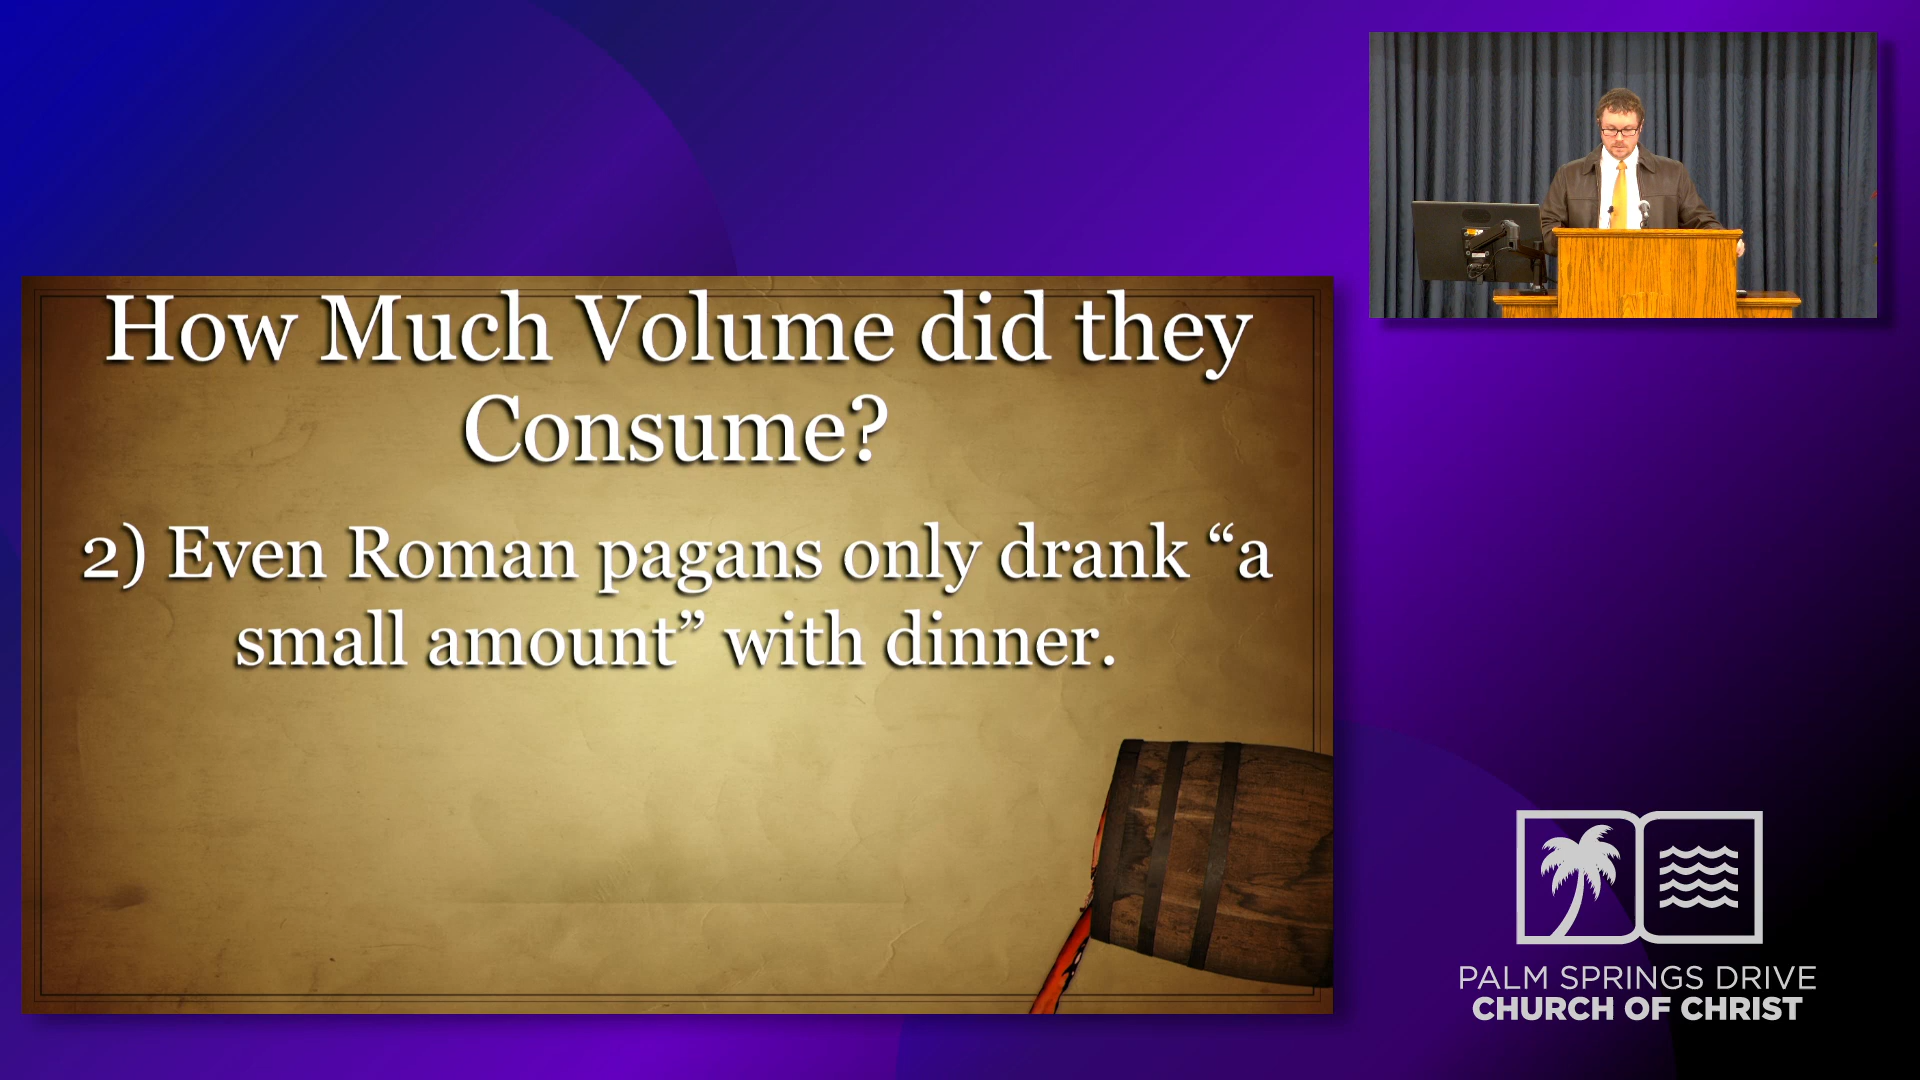 How Much Volume did they
Consume?
2) Even Roman pagans only drank “a
small amount” with dinner.
PALM SPRINGS DRIVE
CHURCH OF CHRIST